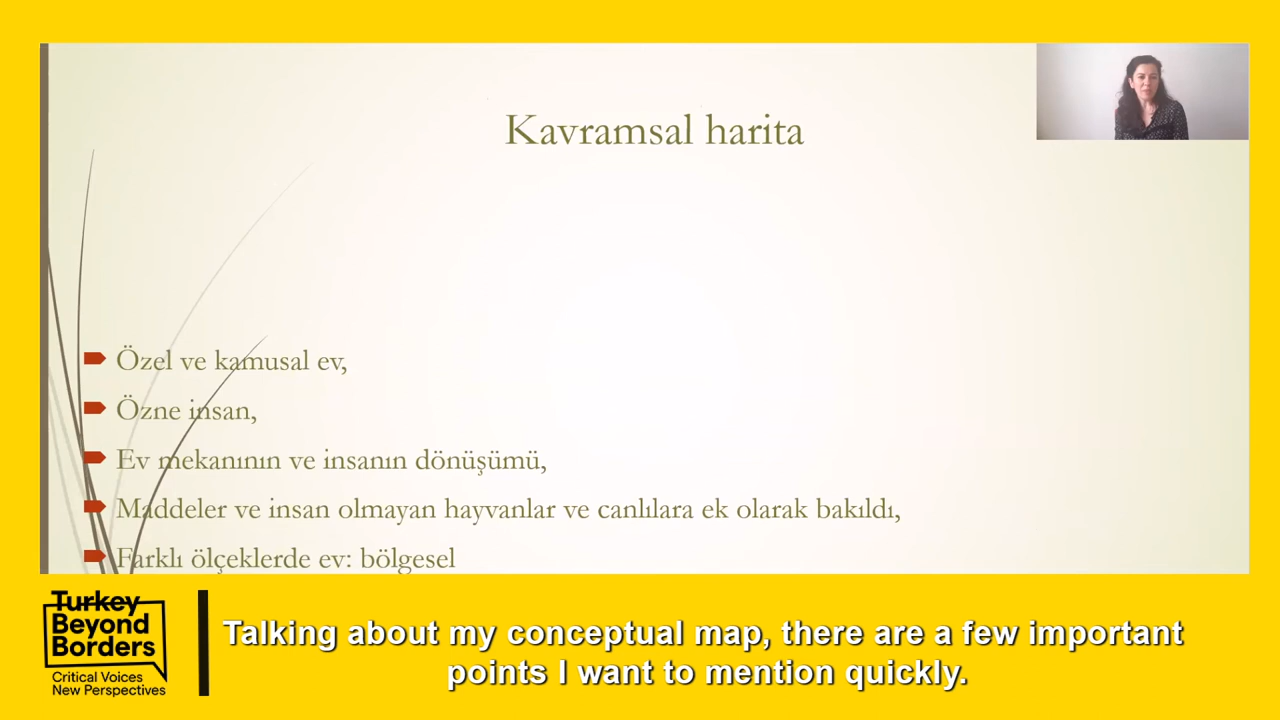 Kavramsal harita
Özel ve kamusal ev,
Özne insan,
Ev mekanının ve insanın dönüşümü,
Maddeler ve insan olmayan hayvanlar ve canlılara ek olarak bakıldı,
Farklı ölçeklerde ev: bölgesel
Turkey
Beyond
Borders
Critical Voices
New Perspectives
Talking about my conceptual map, there are a few important
points I want to mention quickly.